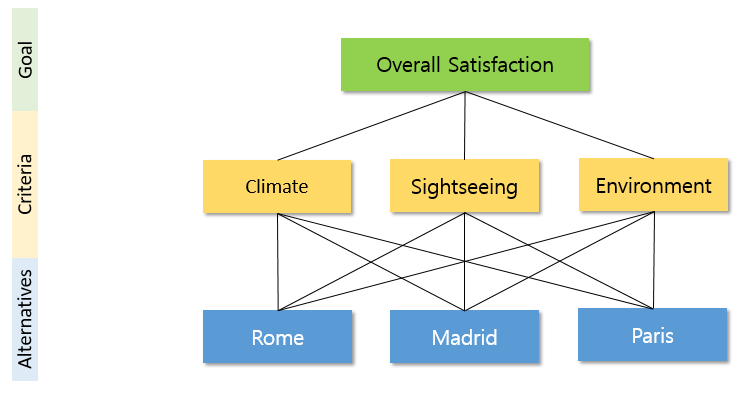 Goal
Overall Satisfaction
Criteria
Climate
Sightseeing
Environment
Alternatives
Rome
Madrid
Paris